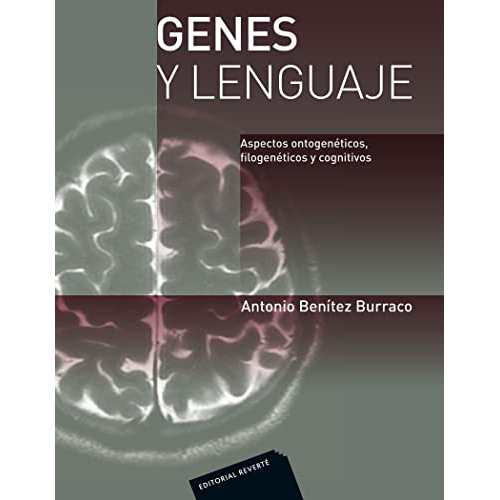 GENES
Y LENGUAJE
Aspectos ontogenéticos,
filogenéticos y cognitivos
Antonio Benítez Burraco
EDITORIAL REVERTÉ